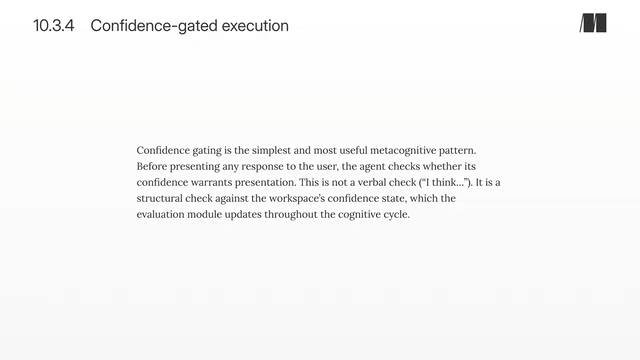 10.3.4 Confidence-gated execution
Confidence gating is the simplest and most useful metacognitive pattern.
Before presenting any response to the user, the agent checks whether its
confidence warrants presentation. This is not a verbal check (“I think…”). It is a
structural check against the workspace’s confidence state, which the
evaluation module updates throughout the cognitive cycle.